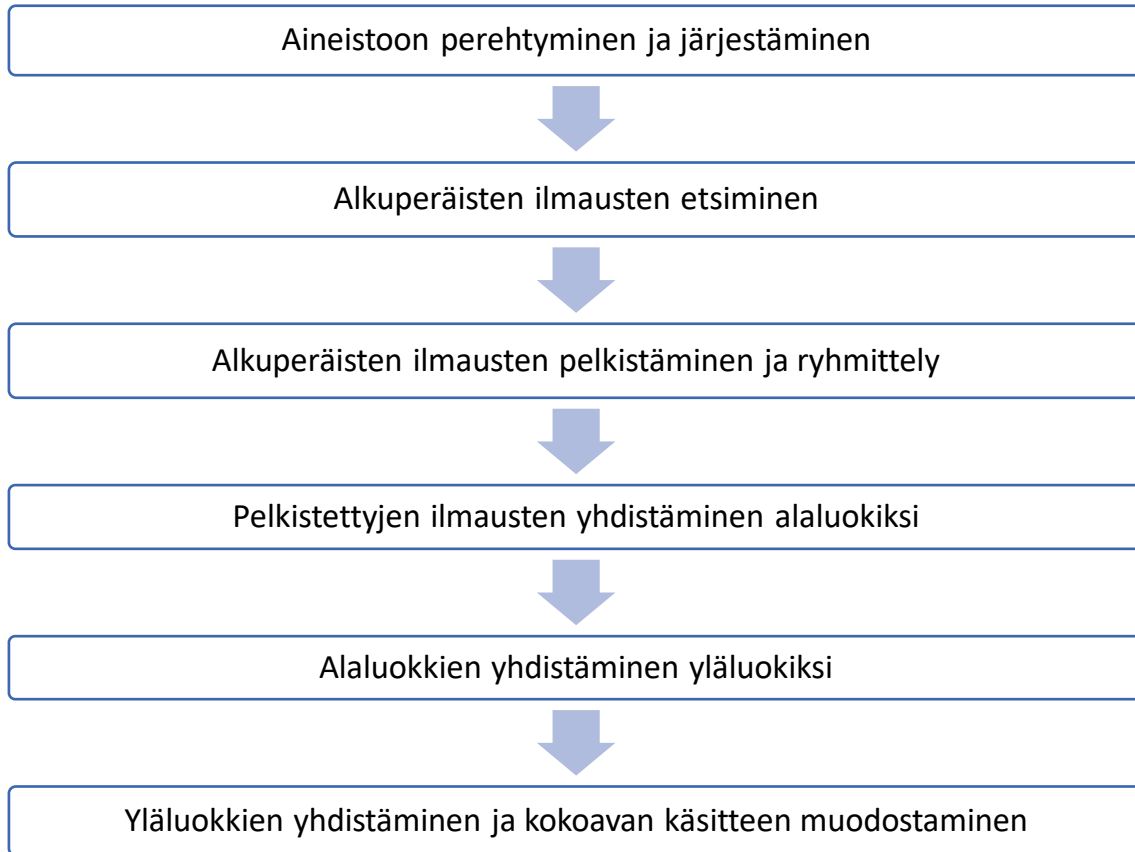 Aineistoon perehtyminen ja järjestäminen
Alkuperäisten ilmausten etsiminen
Alkuperäisten ilmausten pelkistäminen ja ryhmittely
Pelkistettyjen ilmausten yhdistäminen alaluokiksi
Alaluokkien yhdistäminen yläluokiksi
Yläluokkien yhdistäminen ja kokoavan käsitteen muodostaminen